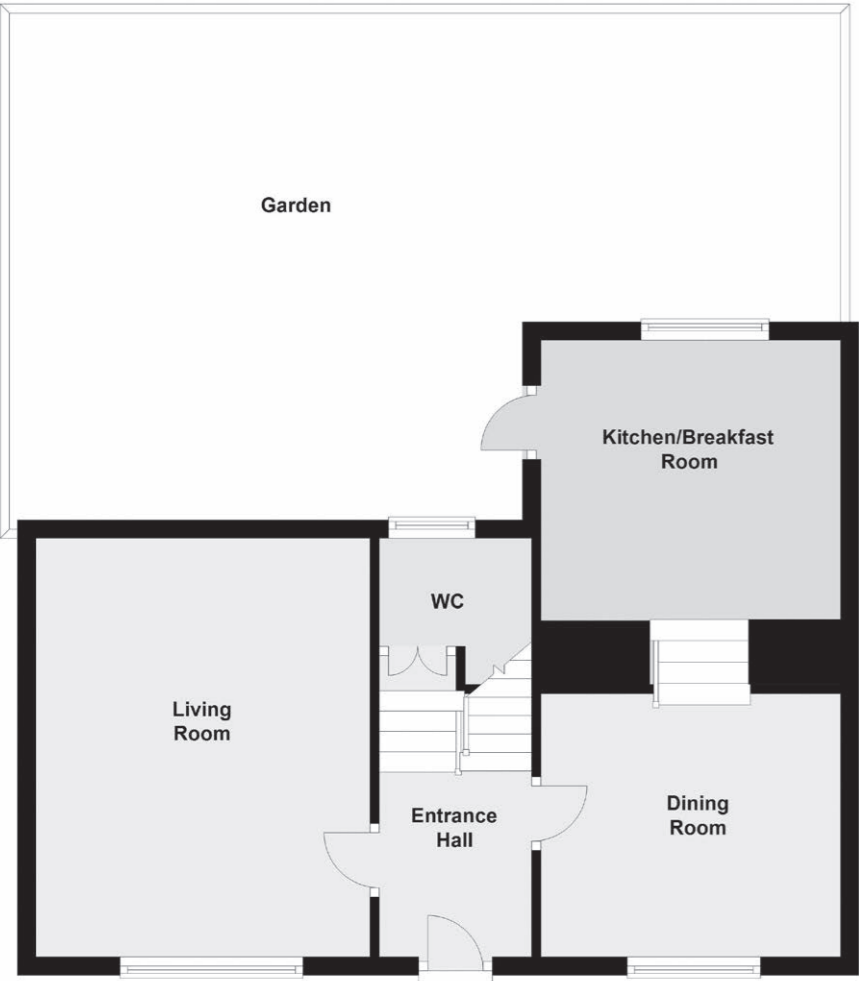 Garden
Kitchen/Breakfast
Room
WC
Living
Room
Entrance
Hall
Dining
Room